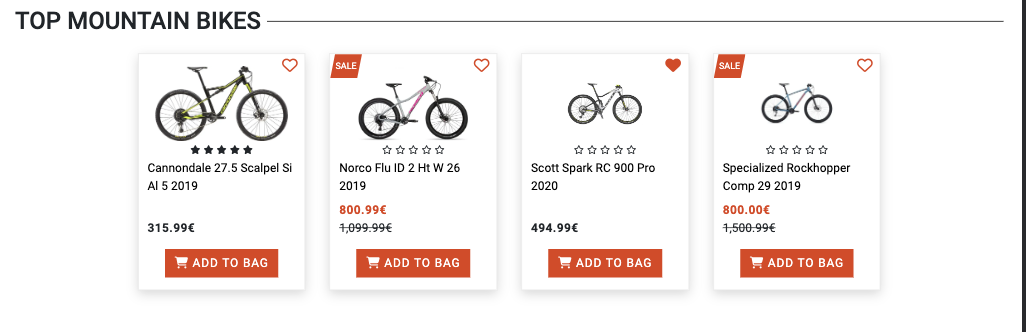 TOP MOUNTAIN BIKES
Cannondale 27.5 Scalpel Si
Al 5 2019
315.99€
ADD TO BAG
SALE
Norco Flu ID 2 Ht W 26
2019
800.99€
1,099.99€
ADD TO BAG
Scott Spark RC 900 Pro
2020
494.99€
ADD TO BAG
SALE
Specialized Rockhopper
Comp 29 2019
800.00€
1,500.99€
ADD TO BAG